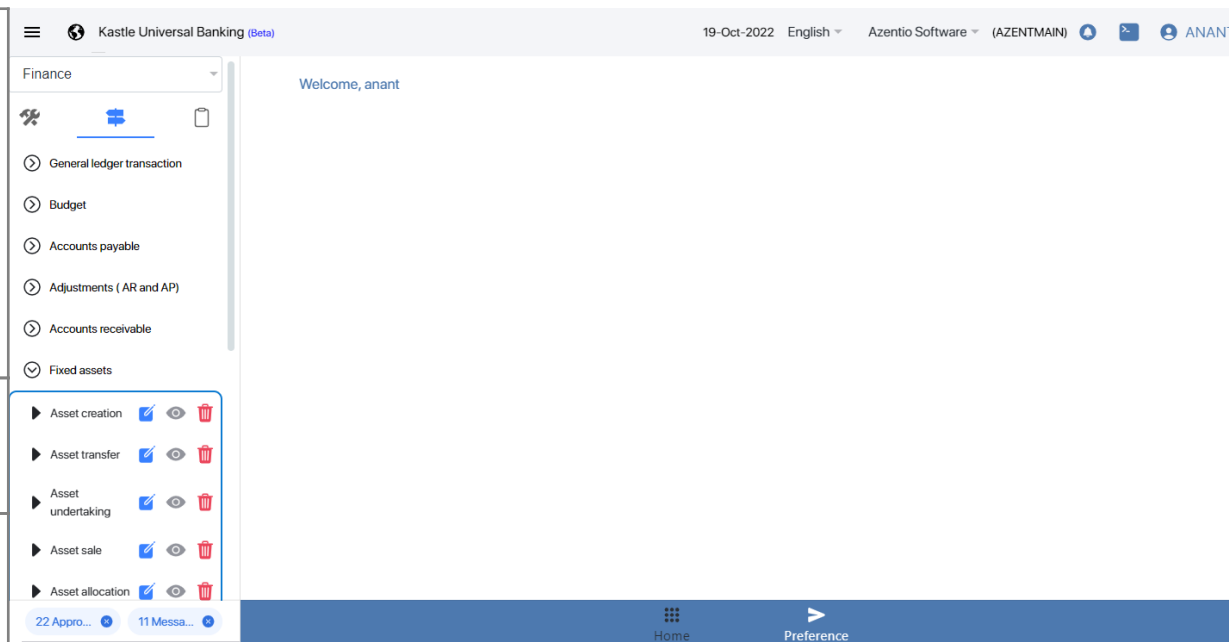 Kastle Universal Banking (Beta)
19-Oct-2022 English Azentio Software (AZENTMAIN) ANANT
Finance
Welcome, anant
General ledger transaction
Budget
Accounts payable
Adjustments ( AR and AP)
Accounts receivable
Fixed assets
Asset creation
Asset transfer
Asset
undertaking
Asset sale
Asset allocation
22 Appro... 11 Messa...
Home Preference